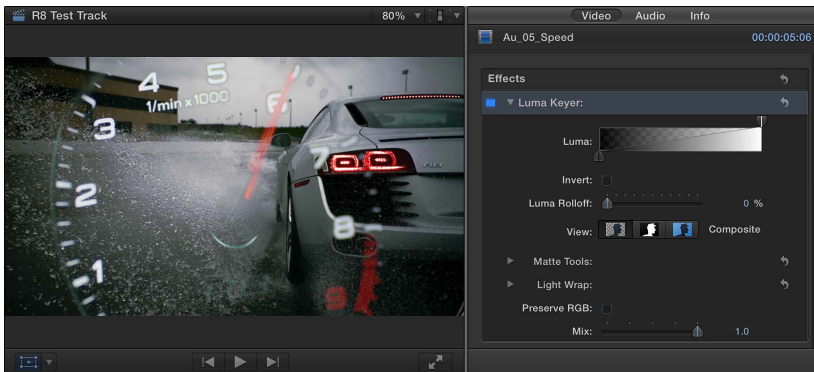 R8 Test Track
80%
Video Audio Info
Au_05_Speed
00:00:05:06
Effects
Luma Keyer:
Luma:
Invert:
Luma Rolloff: 0 %
View: Composite
Matte Tools:
Light Wrap:
Preserve RGB:
Mix: 1.0
1/min x 1000
1
2
3
4
5
6
7
8
9
R8